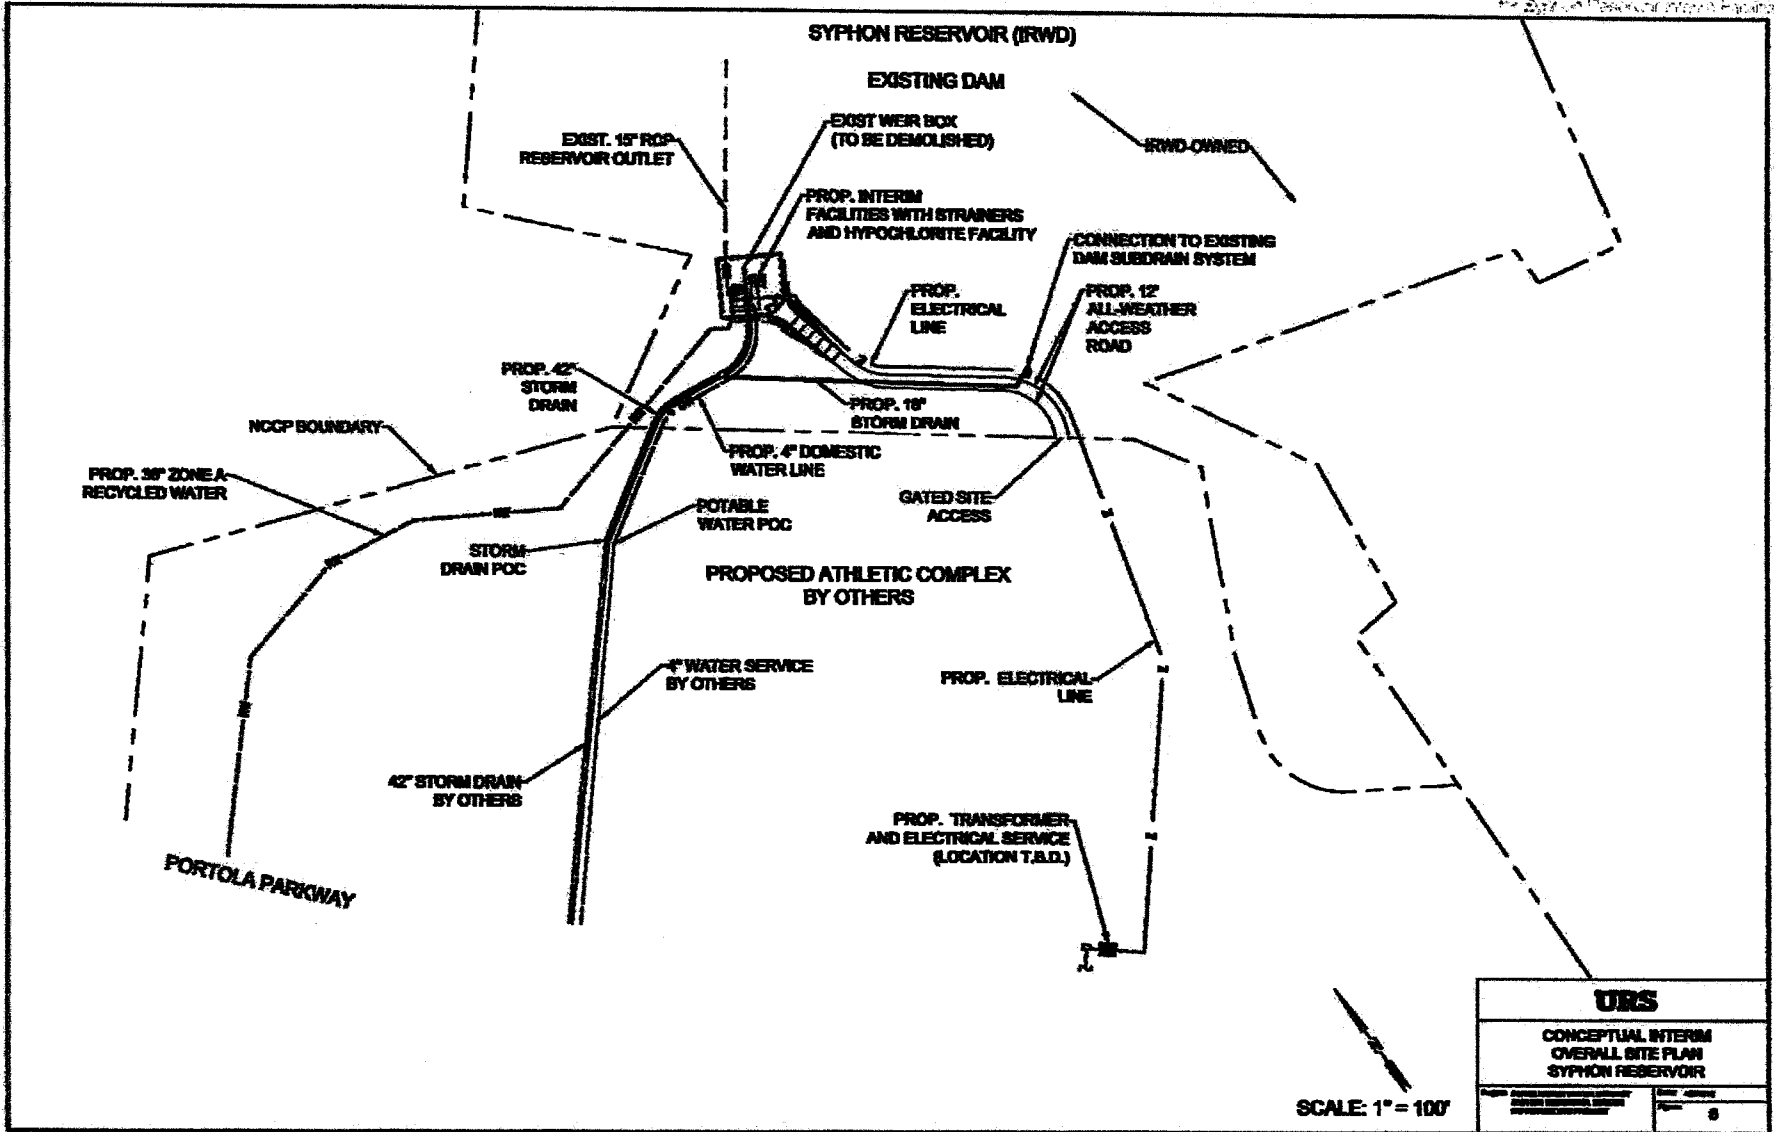 SYPHON RESERVOIR (IRWD)
EXISTING DAM
EXIST WEIR BOX
(TO BE DEMOLISHED)
EXIST. 15" RCP
RESERVOIR OUTLET
IRWD-OWNED
PROP. INTERIM
FACILITIES WITH STRAINERS
AND HYPOCHLORITE FACILITY
CONNECTION TO EXISTING
DAM SUBDRAIN SYSTEM
PROP.
ELECTRICAL
LINE
PROP. 12'
ALL-WEATHER
ACCESS
ROAD
PROP. 42"
STORM
DRAIN
PROP. 18"
STORM DRAIN
NCCP BOUNDARY
PROP. 4" DOMESTIC
WATER LINE
PROP. 36" ZONE A
RECYCLED WATER
GATED SITE
ACCESS
POTABLE
WATER POC
STORM
DRAIN POC
PROPOSED ATHLETIC COMPLEX
BY OTHERS
4" WATER SERVICE
BY OTHERS
PROP. ELECTRICAL
LINE
42" STORM DRAIN
BY OTHERS
PROP. TRANSFORMER
AND ELECTRICAL SERVICE
(LOCATION T.B.D.)
PORTOLA PARKWAY
SCALE: 1" = 100'
URS
CONCEPTUAL INTERIM
OVERALL SITE PLAN
SYPHON RESERVOIR